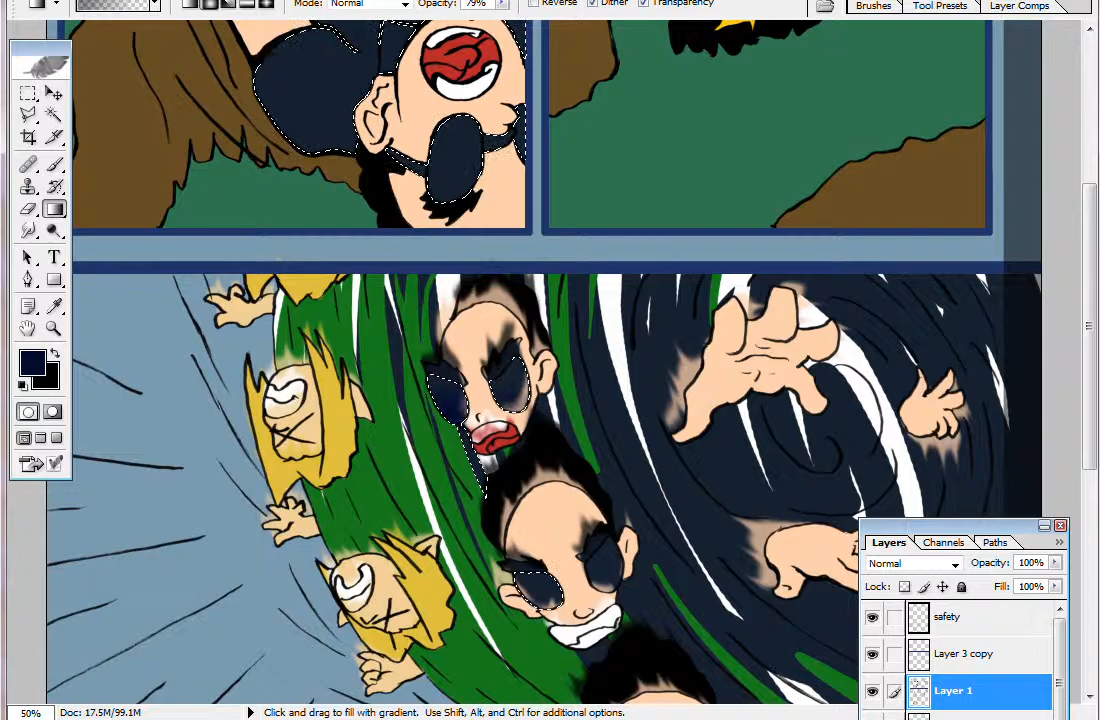 Mode: Normal Opacity: 79% Reverse Dither Transparency Brushes Tool Presets Layer Comps
T
Layers Channels Paths
Normal Opacity: 100%
Lock: Fill: 100%
safety
Layer 3 copy
Layer 1
50% Doc: 17.5M/99.1M Click and drag to fill with gradient. Use Shift, Alt, and Ctrl for additional options.